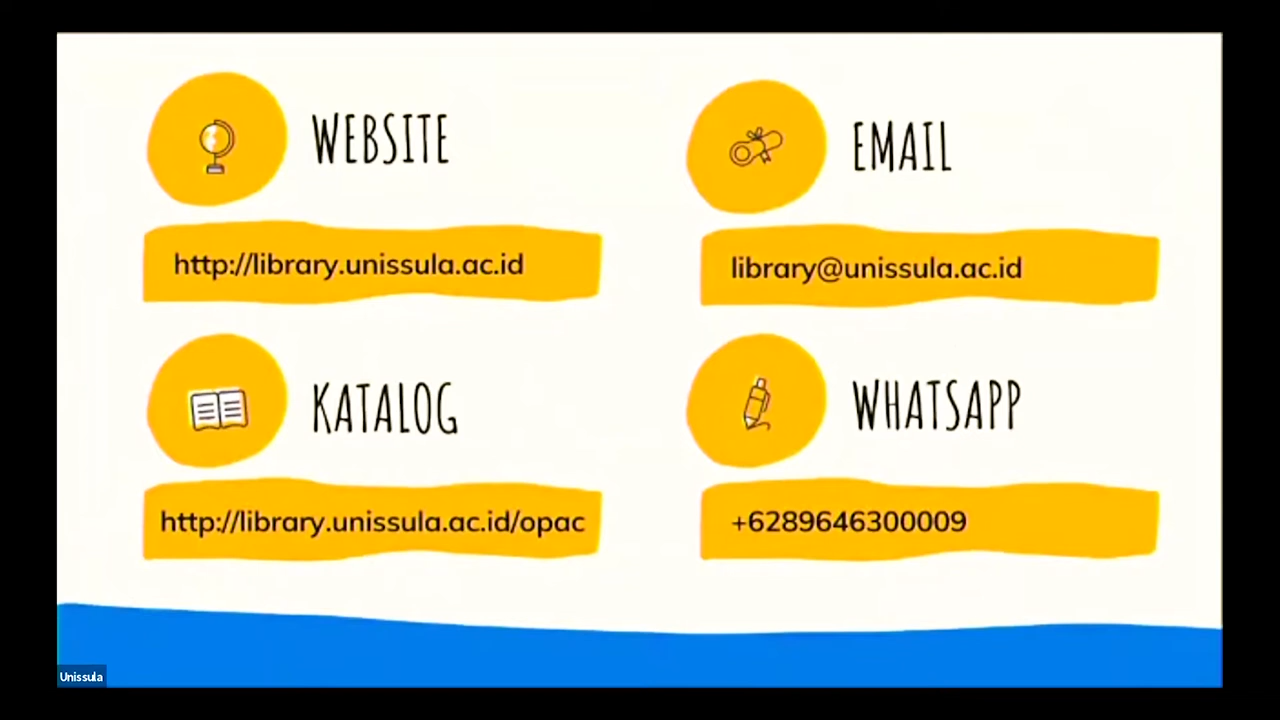 WEBSITE
http://library.unissula.ac.id
EMAIL
library@unissula.ac.id
KATALOG
http://library.unissula.ac.id/opac
WHATSAPP
+6289646300009
Unissula